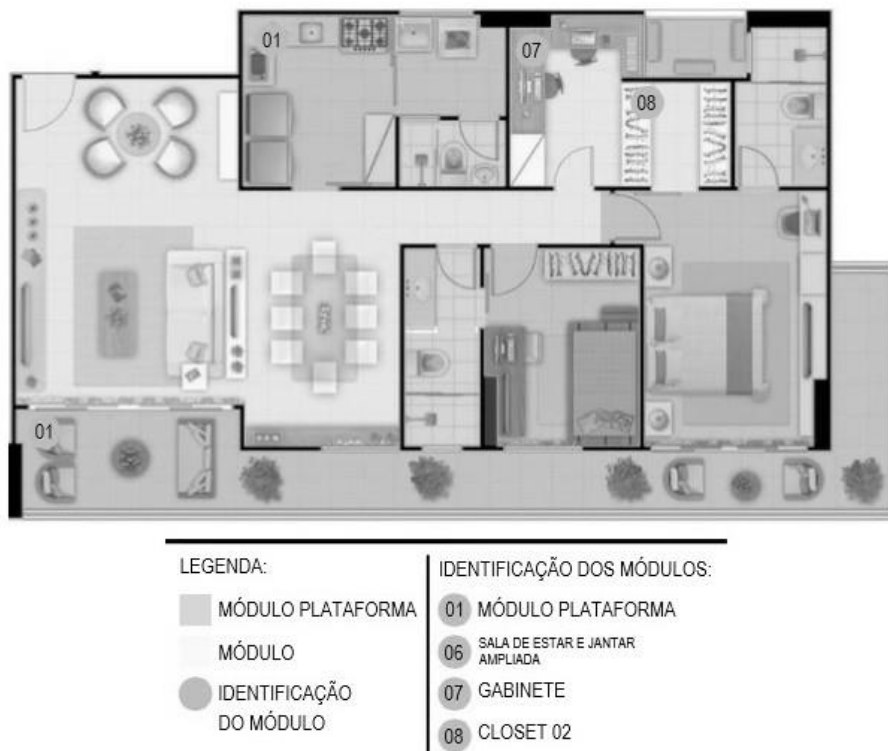 01
07
08
01
LEGENDA:
MÓDULO PLATAFORMA
MÓDULO
IDENTIFICAÇÃO
DO MÓDULO
IDENTIFICAÇÃO DOS MÓDULOS:
01 MÓDULO PLATAFORMA
06 SALA DE ESTAR E JANTAR
AMPLIADA
07 GABINETE
08 CLOSET 02